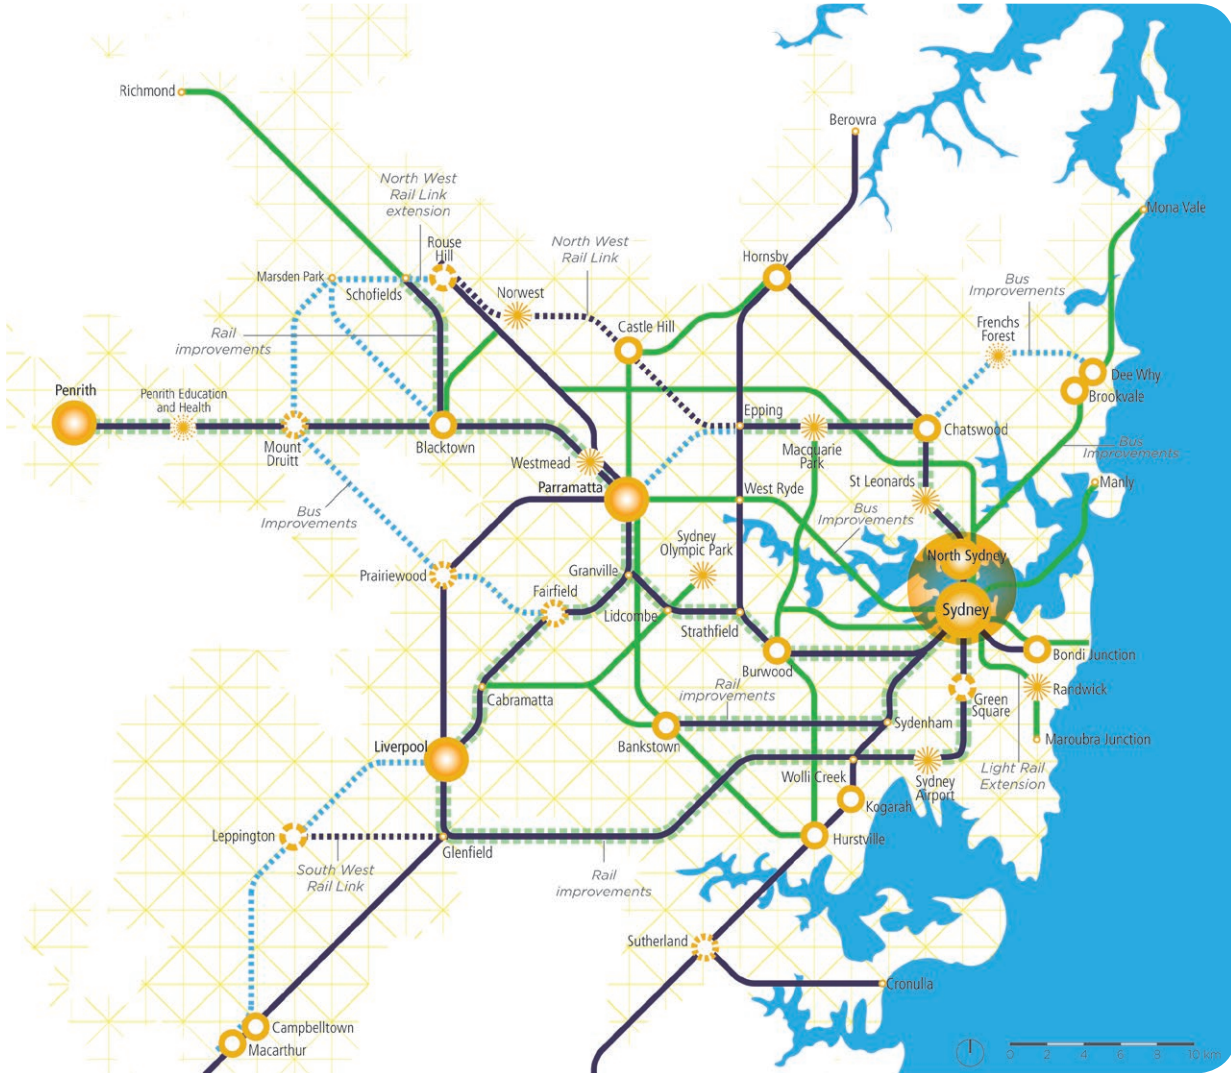 Richmond
Berowra
North West
Rail Link
extension
Mona Vale
Rouse
Hill
North West
Rail Link
Hornsby
Marsden Park
Schofields
Norwest
Bus
Improvements
Castle Hill
Frenchs
Forest
Rail
improvements
Penrith
Penrith Education
and Health
Dee Why
Brookvale
Epping
Mount
Druitt
Blacktown
Macquarie
Park
Chatswood
Westmead
Bus
Improvements
Parramatta
West Ryde
St Leonards
Manly
Bus
Improvements
Bus
Improvements
Sydney
Olympic Park
North Sydney
Prairiewood
Fairfield
Granville
Lidcombe
Strathfield
Sydney
Burwood
Bondi Junction
Cabramatta
Rail
improvements
Green
Square
Randwick
Sydenham
Liverpool
Bankstown
Maroubra Junction
Wolli Creek
Sydney
Airport
Light Rail
Extension
Kogarah
Leppington
Glenfield
Hurstville
South West
Rail Link
Rail
improvements
Sutherland
Cronulla
Campbelltown
Macarthur
0 2 4 6 8 10 km